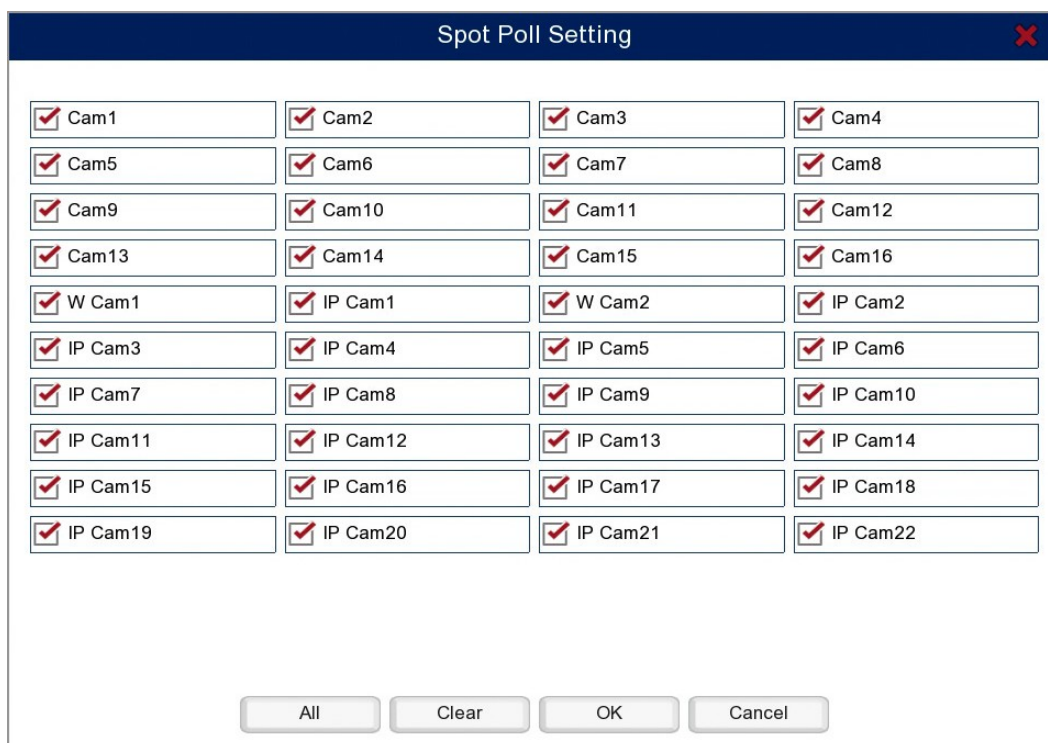 Spot Poll Setting
Cam1 Cam2 Cam3 Cam4
Cam5 Cam6 Cam7 Cam8
Cam9 Cam10 Cam11 Cam12
Cam13 Cam14 Cam15 Cam16
W Cam1 IP Cam1 W Cam2 IP Cam2
IP Cam3 IP Cam4 IP Cam5 IP Cam6
IP Cam7 IP Cam8 IP Cam9 IP Cam10
IP Cam11 IP Cam12 IP Cam13 IP Cam14
IP Cam15 IP Cam16 IP Cam17 IP Cam18
IP Cam19 IP Cam20 IP Cam21 IP Cam22
All Clear OK Cancel